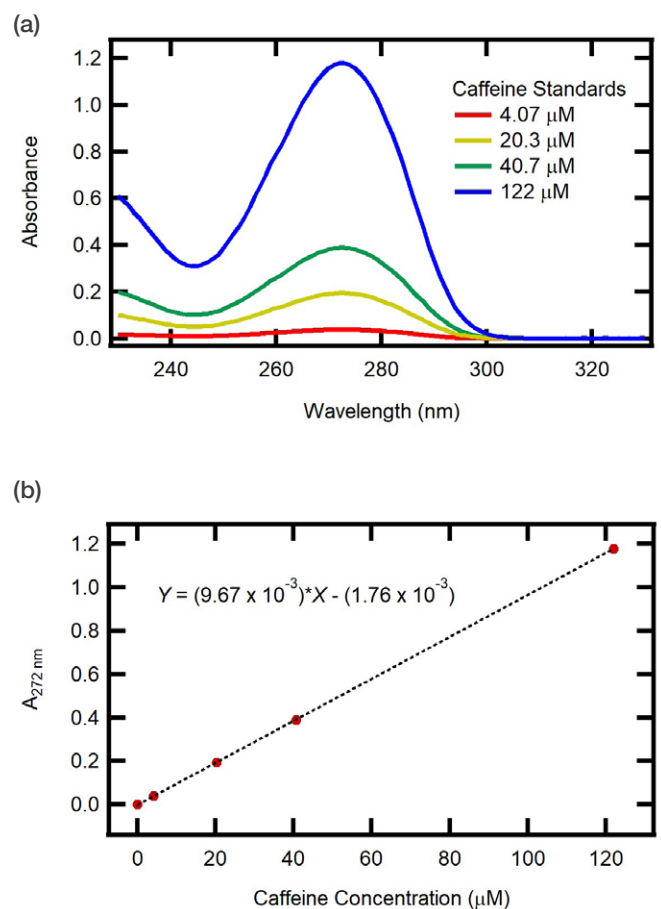 (a)
1.2
1.0
0.8
0.6
0.4
0.2
0.0
Absorbance
Caffeine Standards
4.07 μM
20.3 μM
40.7 μM
122 μM
240
260
280
300
320
Wavelength (nm)
(b)
1.2
1.0
0.8
0.6
0.4
0.2
0.0
A272 nm
Y = (9.67 x 10-3)*X - (1.76 x 10-3)
0
20
40
60
80
100
120
Caffeine Concentration (μM)